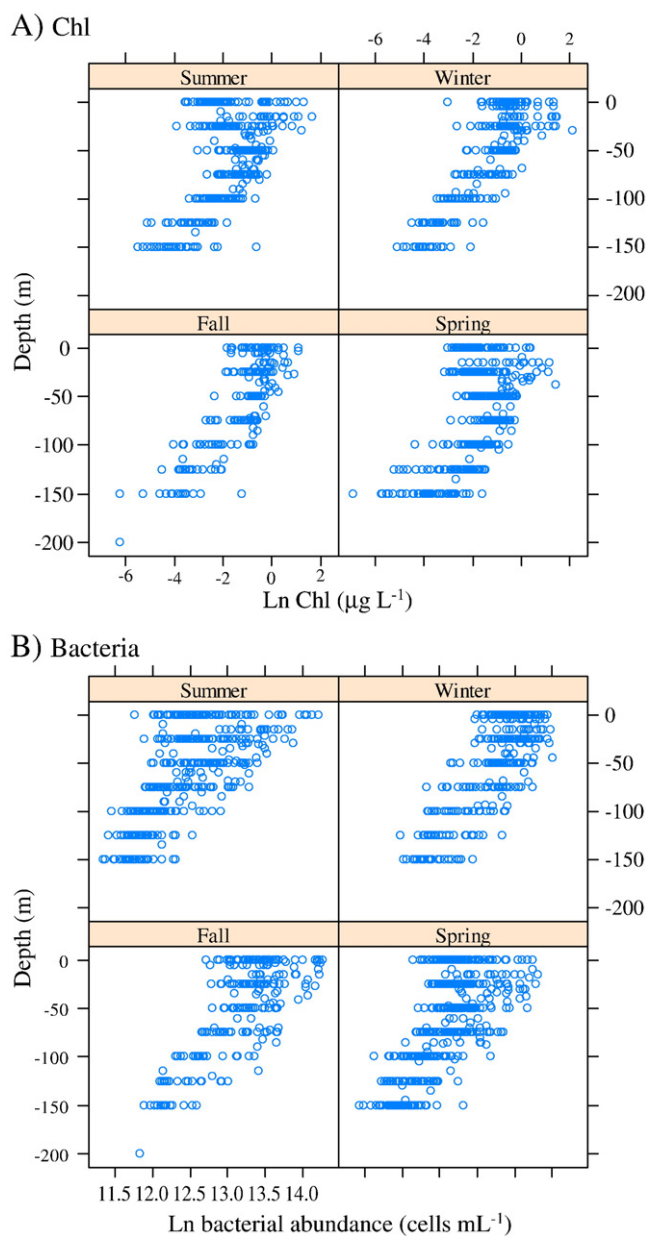 A) Chl
-6 -4 -2 0 2
Summer Winter
0
-50
-100
-150
-200
Depth (m)
Fall Spring
0
-50
-100
-150
-200
-6 -4 -2 0 2
Ln Chl (µg L-1)
B) Bacteria
Summer Winter
0
-50
-100
-150
-200
Depth (m)
Fall Spring
0
-50
-100
-150
-200
11.5 12.0 12.5 13.0 13.5 14.0
Ln bacterial abundance (cells mL-1)